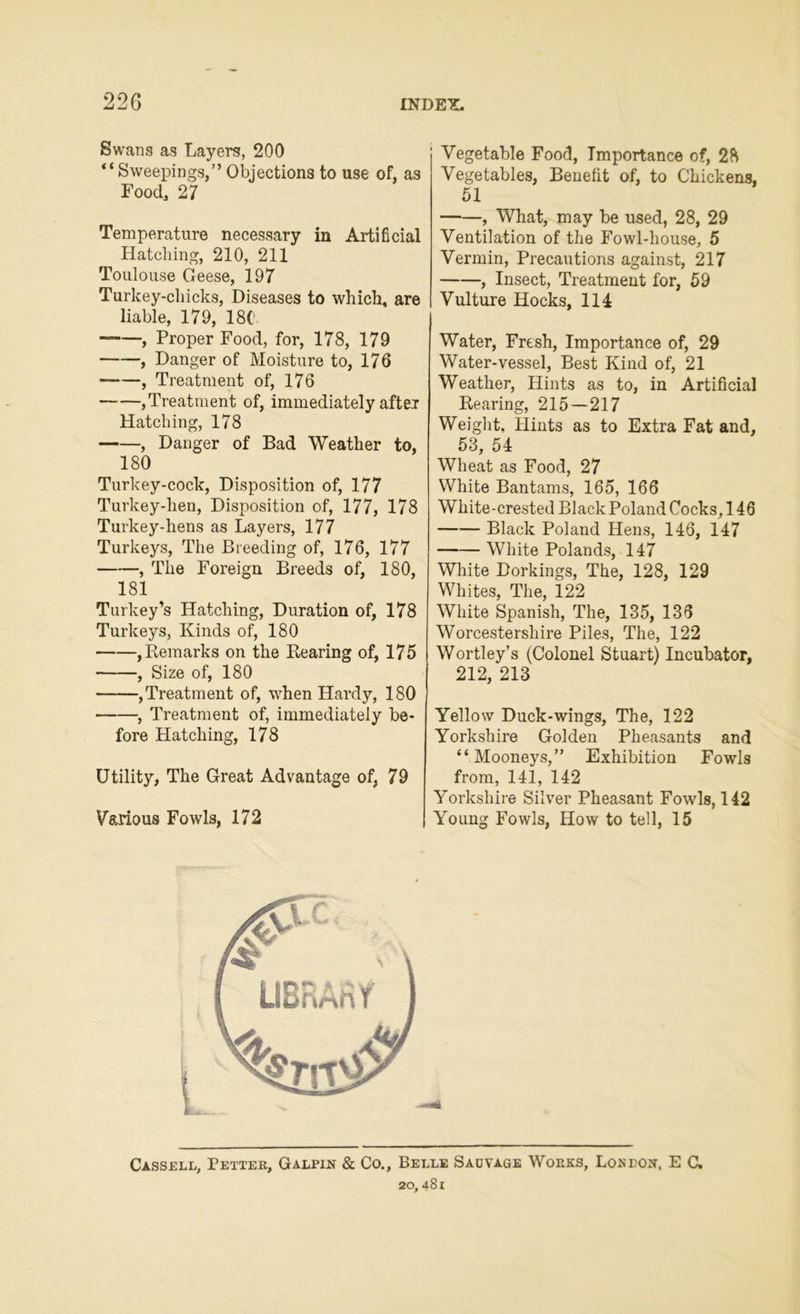 226
INDEX.
Swans as Layers, 200
“Sweepings,” Objections to use of, as
Food, 27
Temperature necessary in Artificial
Hatching, 210, 211
Toulouse Geese, 197
Turkey-chicks, Diseases to which, are
liable, 179, 180
——, Proper Food, for, 178, 179
——, Danger of Moisture to, 176
——, Treatment of, 176
——, Treatment of, immediately after
Hatching, 178
——, Danger of Bad Weather to,
180
Turkey-cock, Disposition of, 177
Turkey-hen, Disposition of, 177, 178
Turkey-hens as Layers, 177
Turkeys, The Breeding of, 176, 177
——, The Foreign Breeds of, 180,
181
Turkey’s Hatching, Duration of, 178
Turkeys, Kinds of, 180
——, Remarks on the Rearing of, 175
——, Size of, 180
——, Treatment of, when Hardy, 180
——, Treatment of, immediately be-
fore Hatching, 178
Utility, The Great Advantage of, 79
Various Fowls, 172
Vegetable Food, Importance of, 28
Vegetables, Benefit of, to Chickens,
51
——, What, may be used, 28, 29
Ventilation of the Fowl-house, 5
Vermin, Precautions against, 217
——, Insect, Treatment for, 59
Vulture Hocks, 114
Water, Fresh, Importance of, 29
Water-vessel, Best Kind of, 21
Weather, Hints as to, in Artificial
Rearing, 215—217
Weight, Hints as to Extra Fat and,
53, 54
Wheat as Food, 27
White Bantams, 165, 166
White-crested Black Poland Cocks, 146
—— Black Poland Hens, 146, 147
—— White Polands, 147
White Dorkings, The, 128, 129
Whites, The, 122
White Spanish, The, 135, 136
Worcestershire Piles, The, 122
Wortley’s (Colonel Stuart) Incubator,
212, 213
Yellow Duck-wings, The, 122
Yorkshire Golden Pheasants and
“Mooneys,” Exhibition Fowls
from, 141, 142
Yorkshire Silver Pheasant Fowls, 142
Young Fowls, How to tell, 15
LIBRARY
CASSELL, PETTER, GALPIN & CO., BELLE SAUVAGE WORKS, LONDON, E C.
20,481